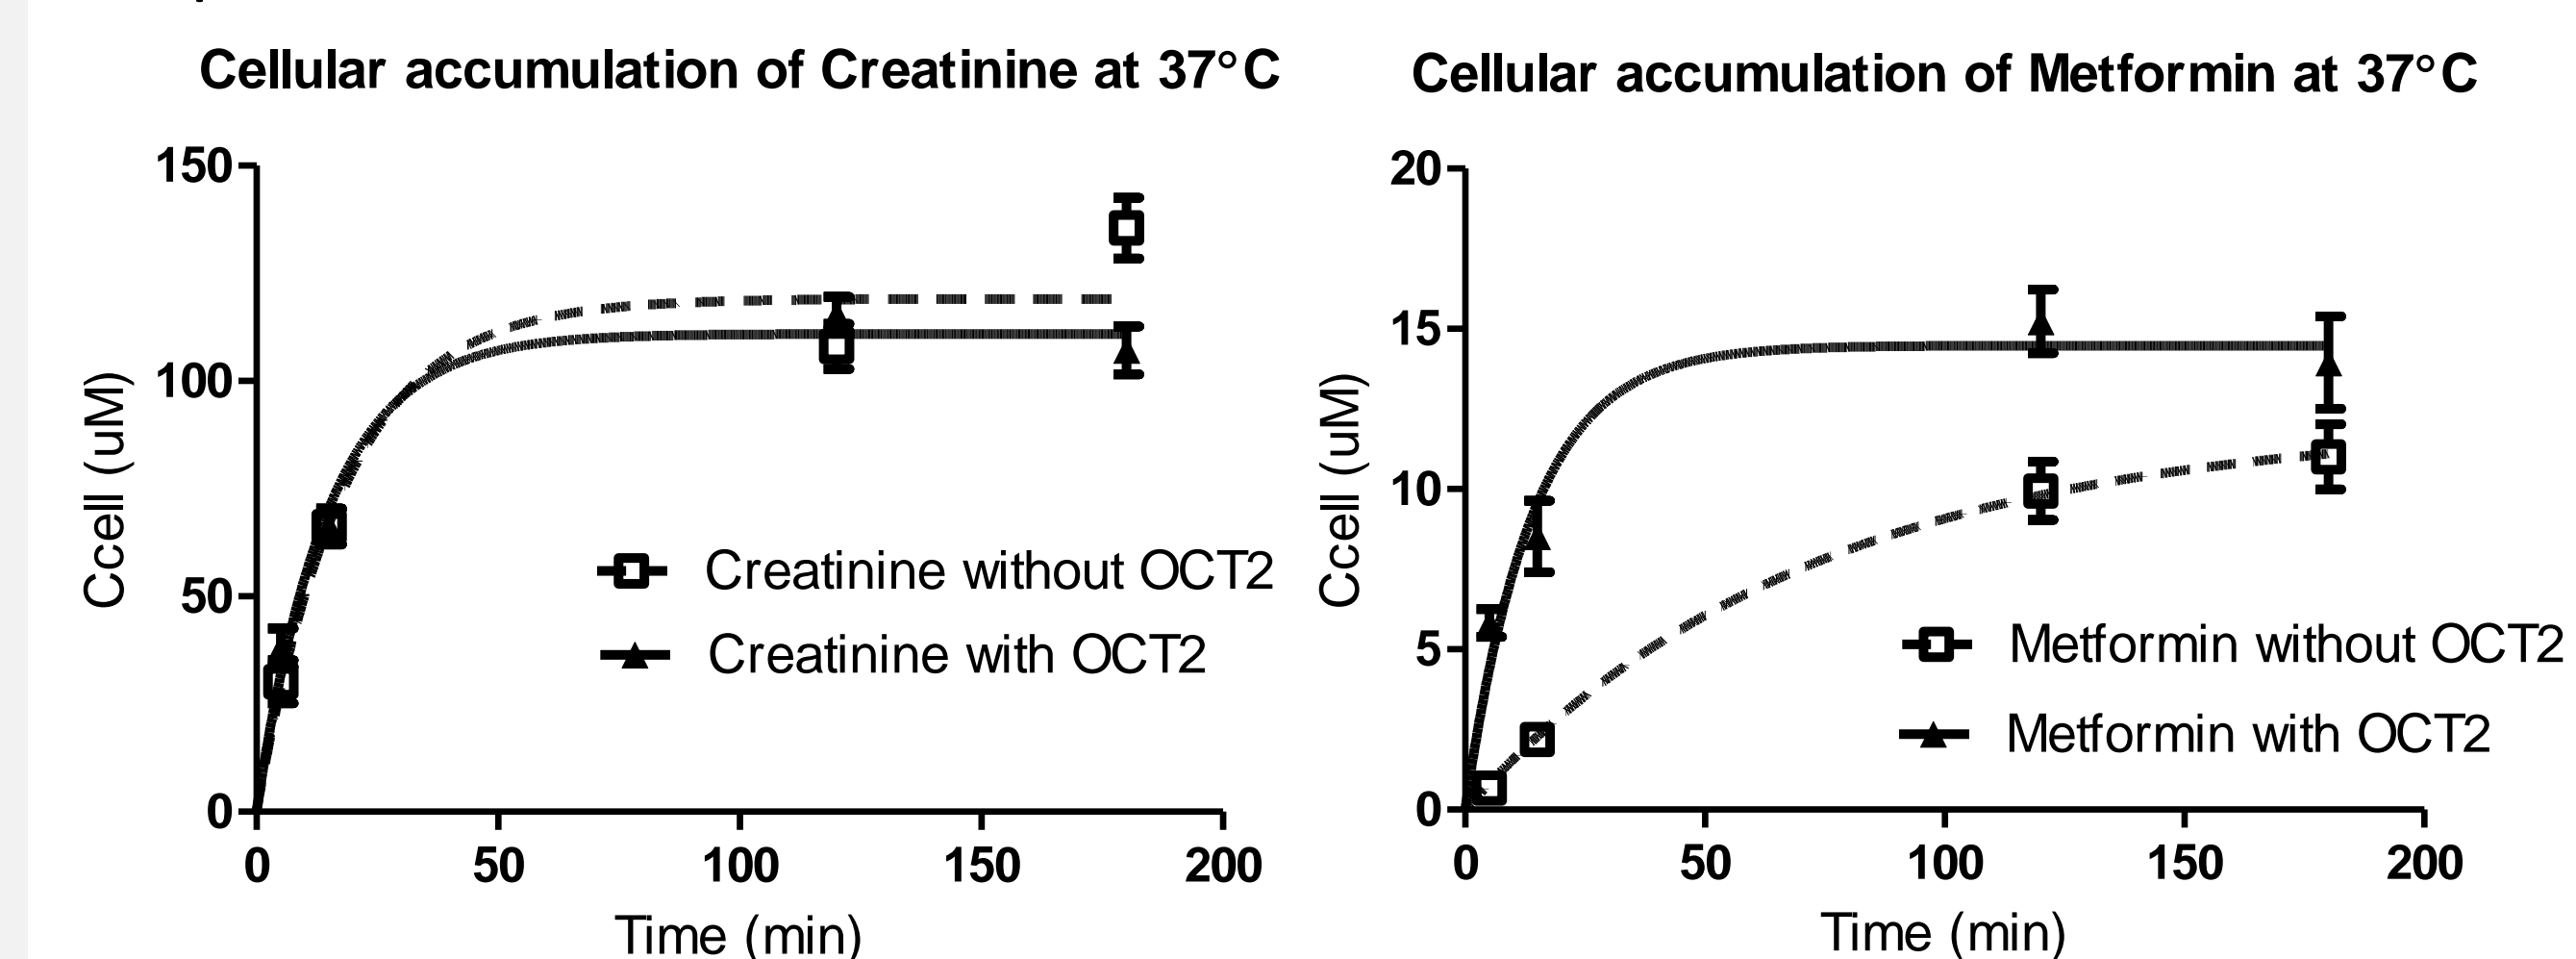 Cellular accumulation of Creatinine at 37°C
150
100
50
0
Ccell (uM)
0 50 100 150 200
Time (min)
Creatinine without OCT2
Creatinine with OCT2
Cellular accumulation of Metformin at 37°C
20
15
10
5
0
Ccell (uM)
0 50 100 150 200
Time (min)
Metformin without OCT2
Metformin with OCT2